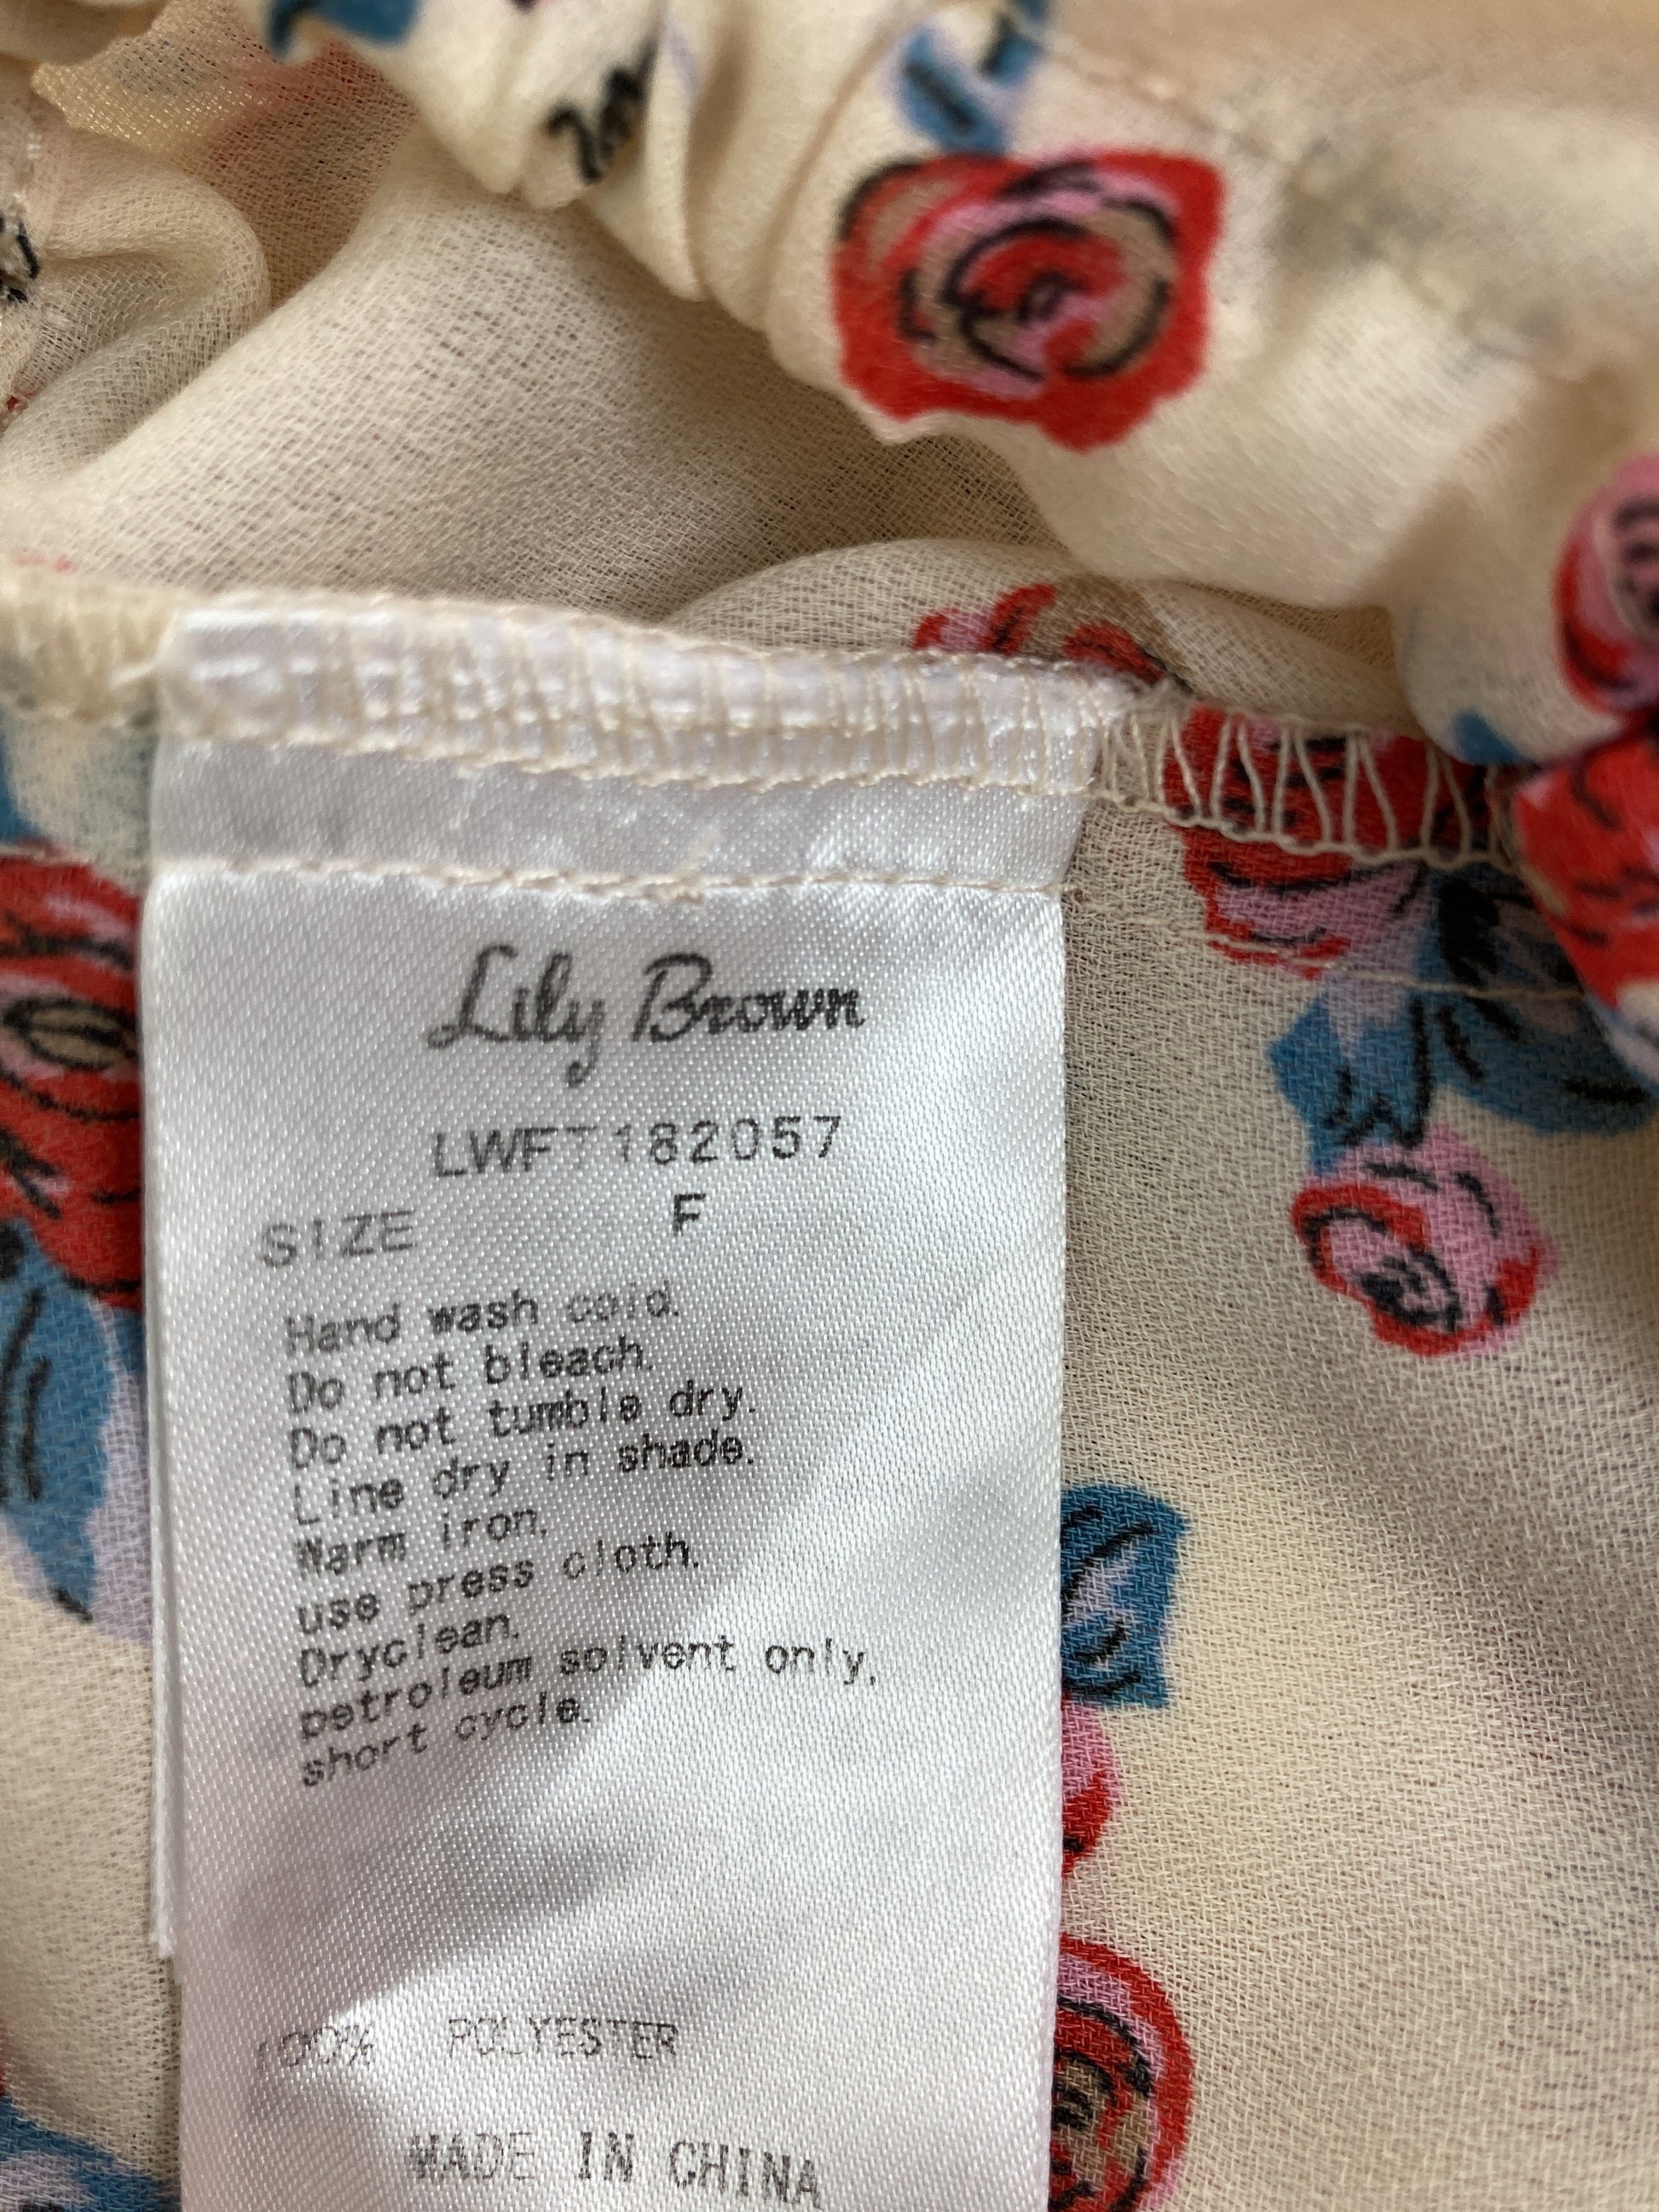 Lily Brown
LWFT182057
SIZE F
Hand wash cold.
Do not bleach.
Do not tumble dry.
Line dry in shade.
Warm iron.
use press cloth.
Dryclean.
petroleum solvent only,
short cycle.
100% POLYESTER
MADE IN CHINA